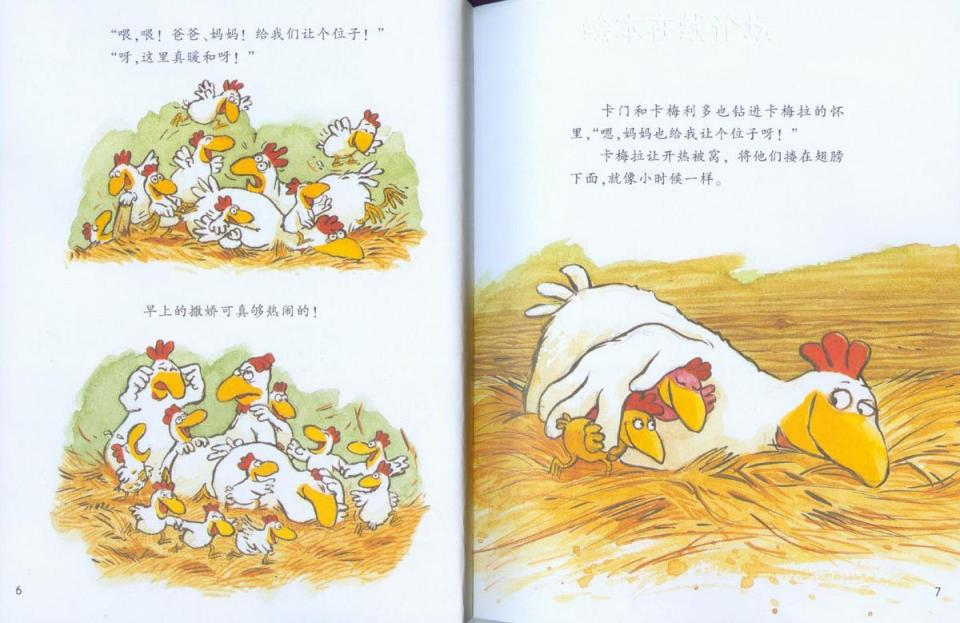 “喂,喂！爸爸、妈妈！给我们让个位子！”
“呀,这里真暖和呀！”
早上的撒娇可真够热闹的！
6
卡门和卡梅利多也钻进卡梅拉的怀
里,“嗯,妈妈也给我让个位子呀！”
卡梅拉让开热被窝，将他们搂在翅膀
下面,就像小时候一样。
7